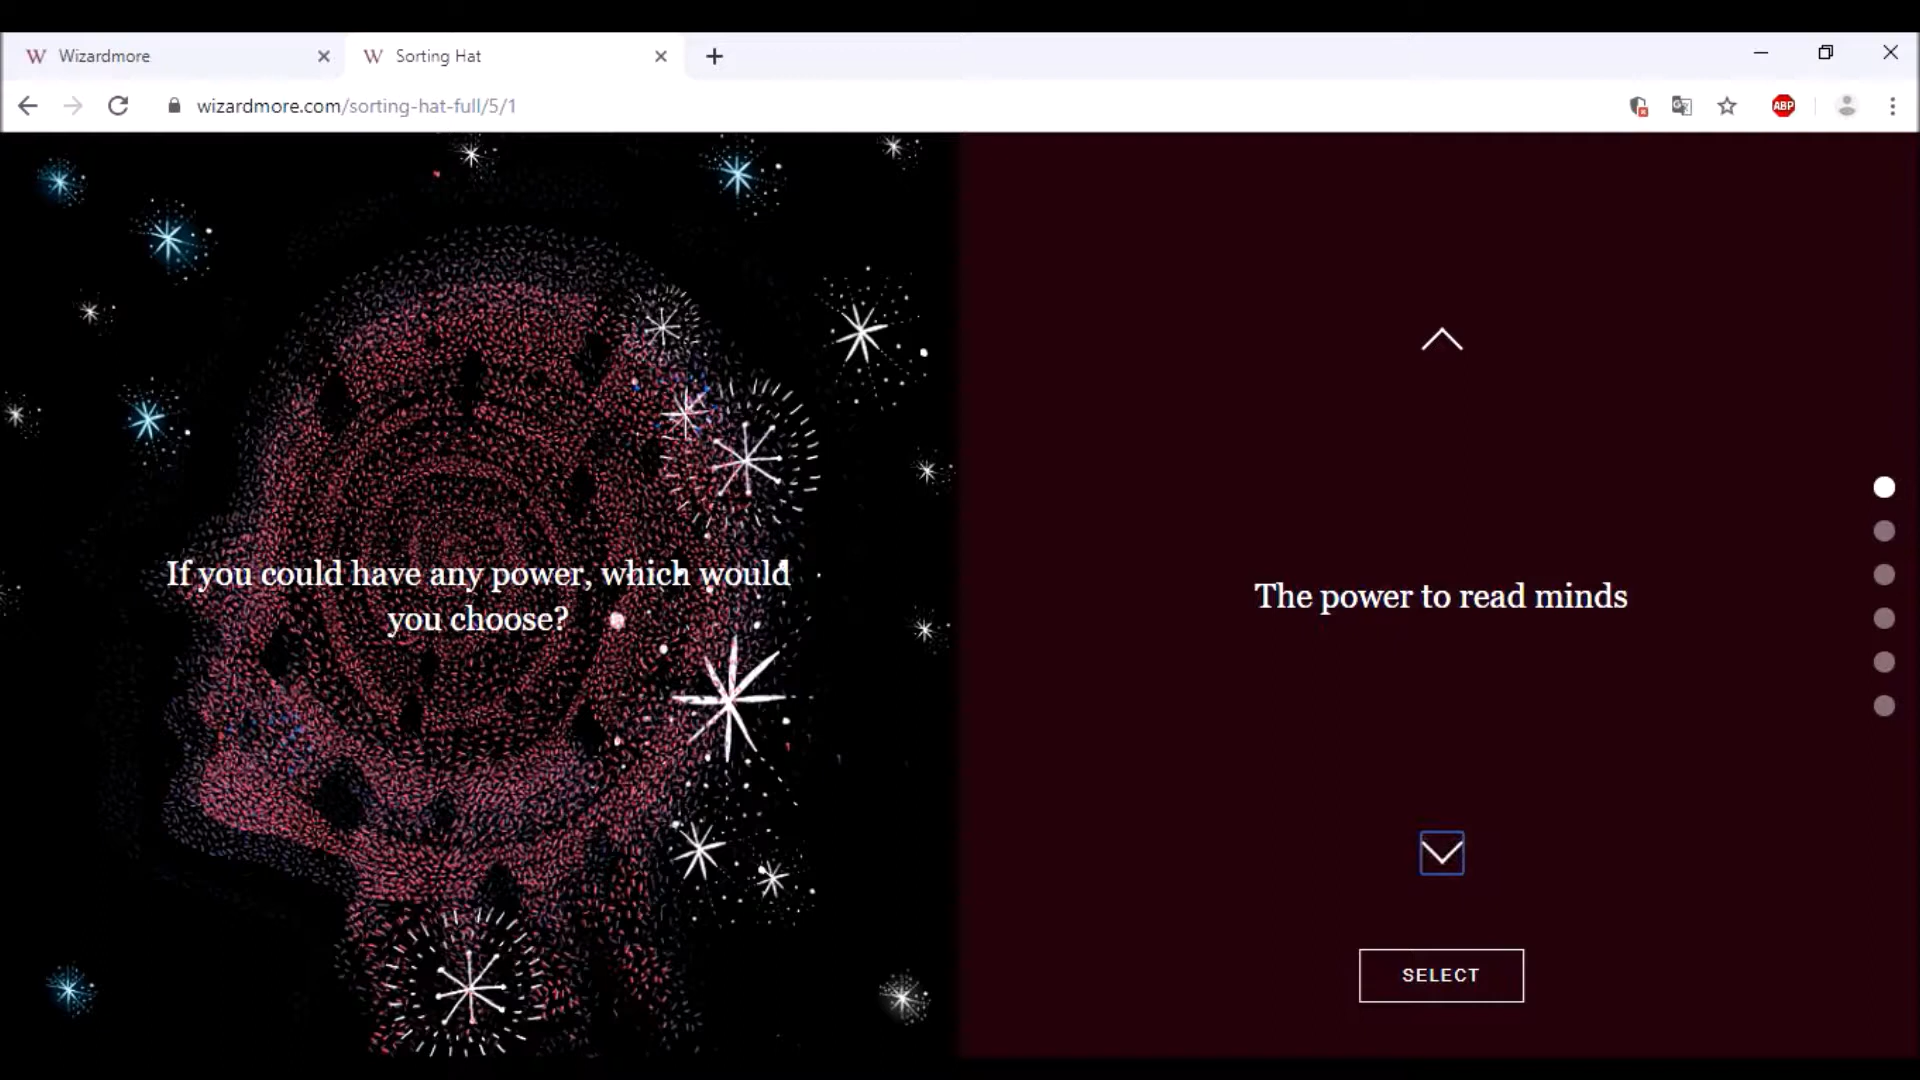 Wizardmore
Sorting Hat
wizardmore.com/sorting-hat-full/5/1
ABP
If you could have any power, which would
you choose?
The power to read minds
SELECT